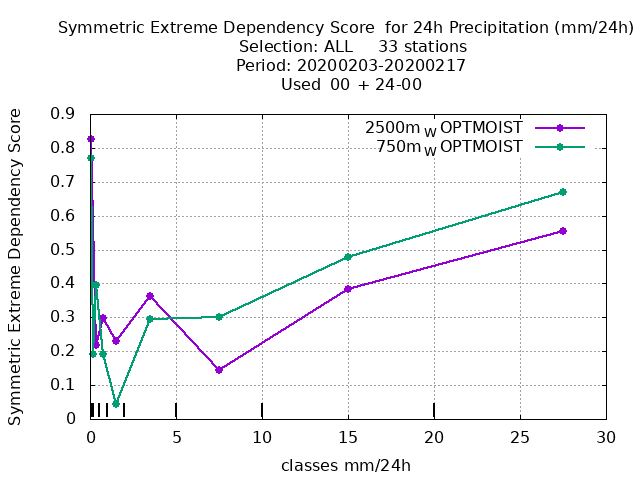 Symmetric Extreme Dependency Score for 24h Precipitation (mm/24h)
Selection: ALL 33 stations
Period: 20200203-20200217
Used 00 + 24-00
Symmetric Extreme Dependency Score
0.9
0.8
0.7
0.6
0.5
0.4
0.3
0.2
0.1
0
2500m W OPTMOIST
750m W OPTMOIST
0 5 10 15 20 25 30
classes mm/24h